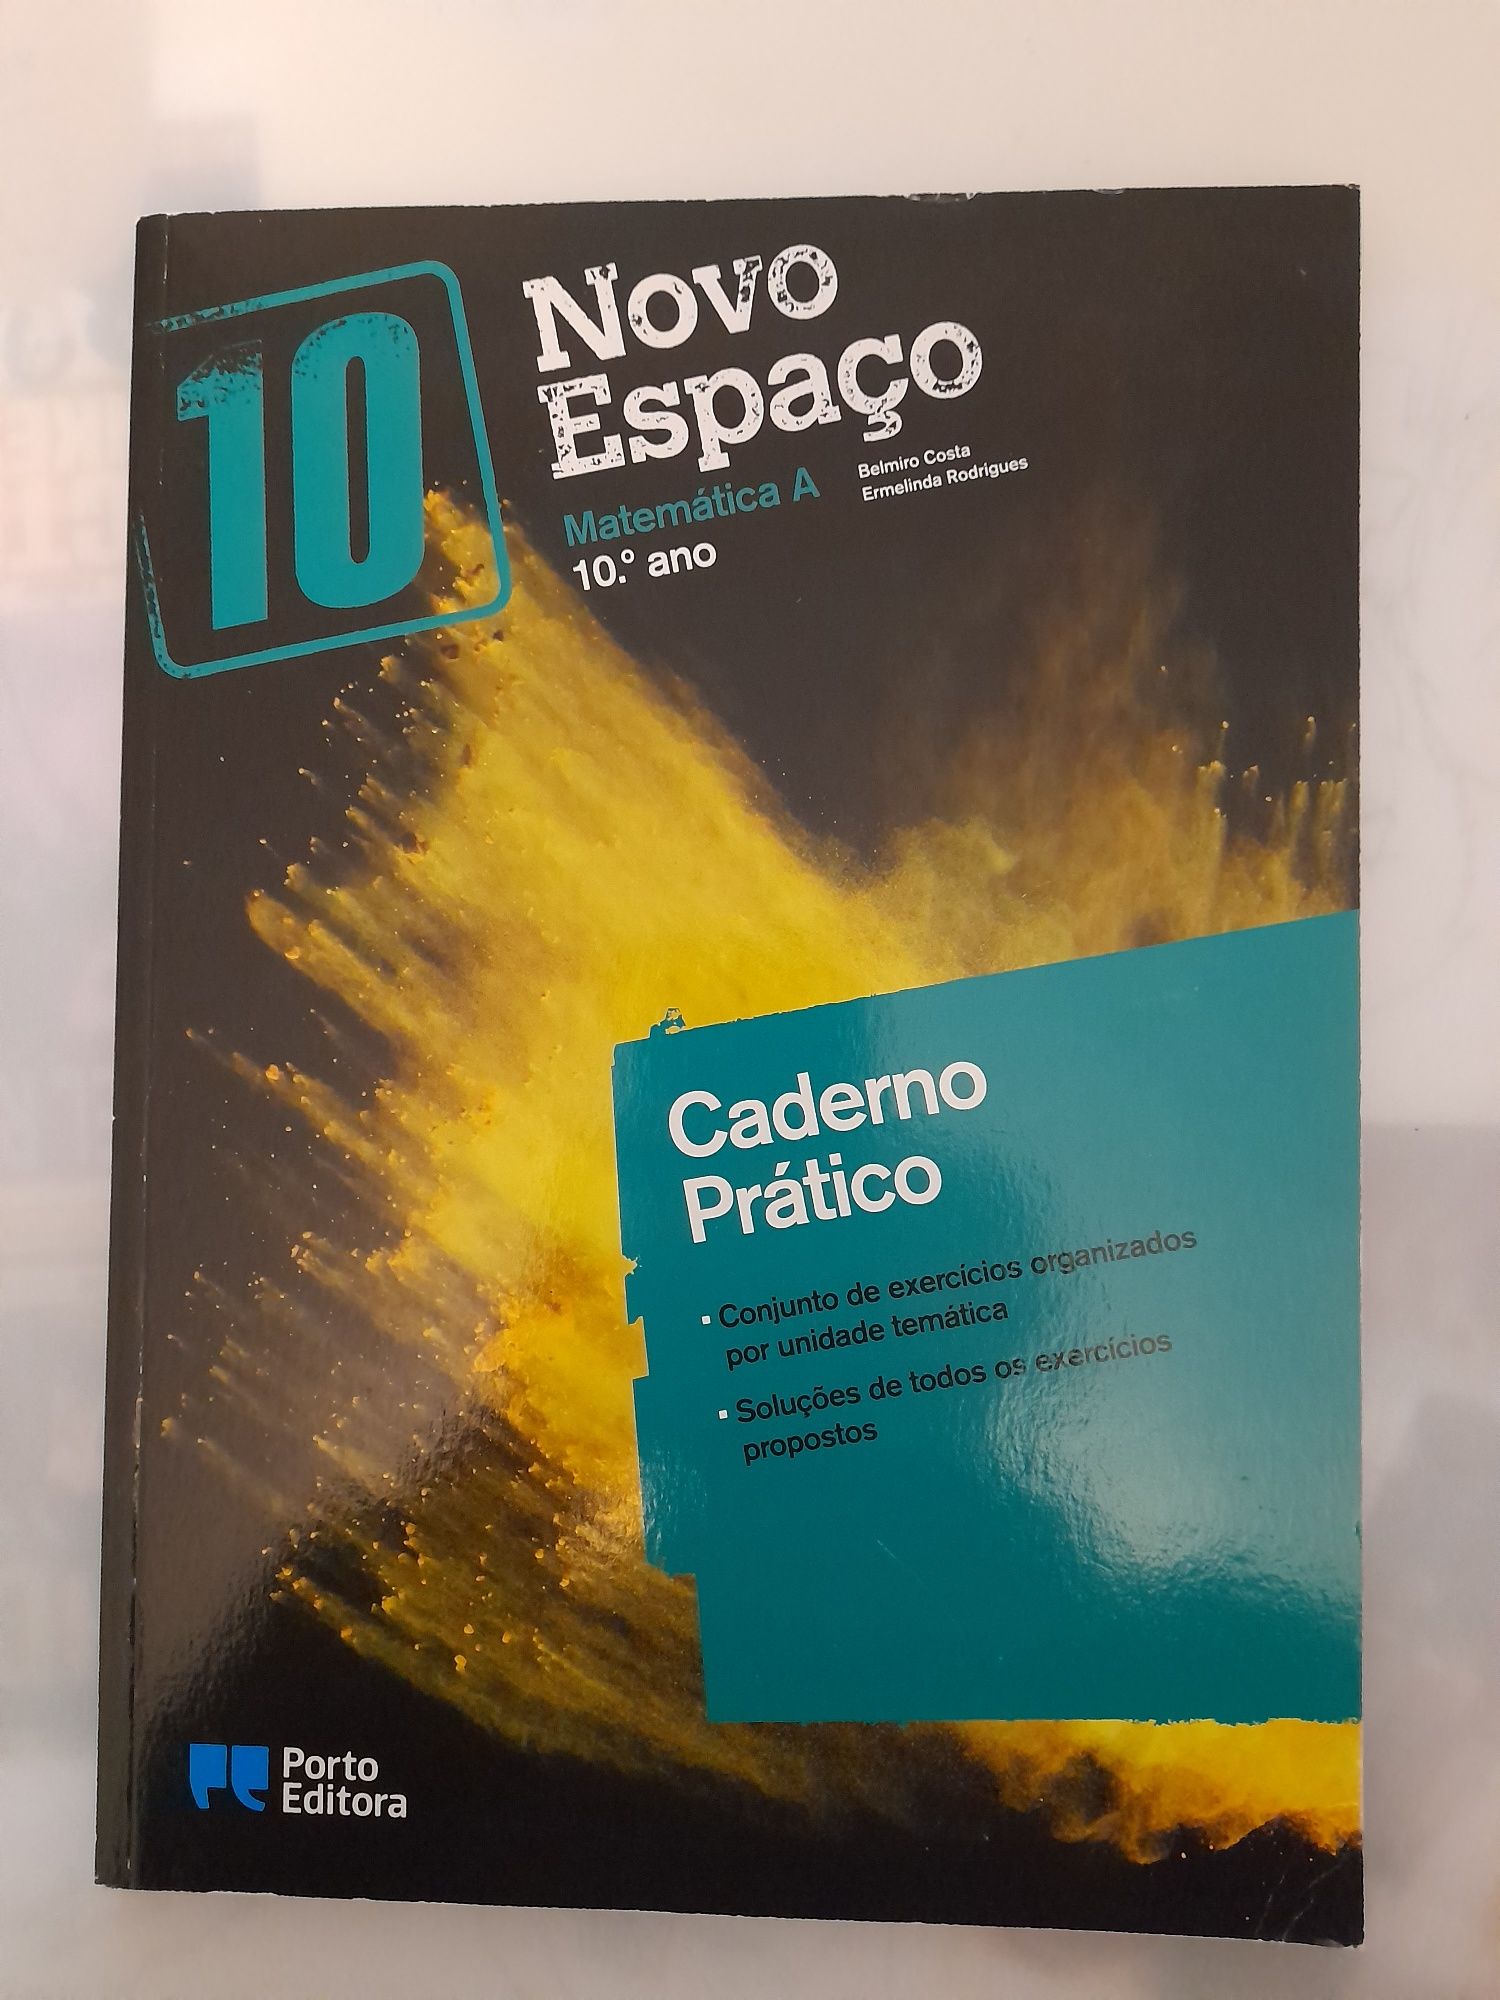 10
Novo
Espaço
Matemática A
10.º ano
Belmiro Costa
Ermelinda Rodrigues
Caderno
Prático
▪ Conjunto de exercícios organizados
por unidade temática
▪ Soluções de todos os exercícios
propostos
Porto
Editora